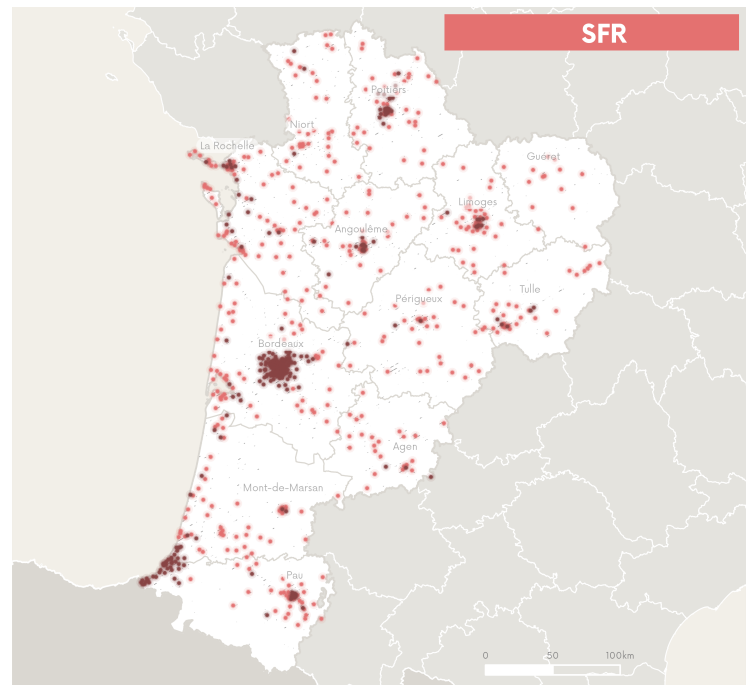 SFR
Poitiers
Niort
La Rochelle
Guéret
Limoges
Angoulême
Tulle
Périgueux
Bordeaux
Agen
Mont-de-Marsan
Pau
0 50 100km